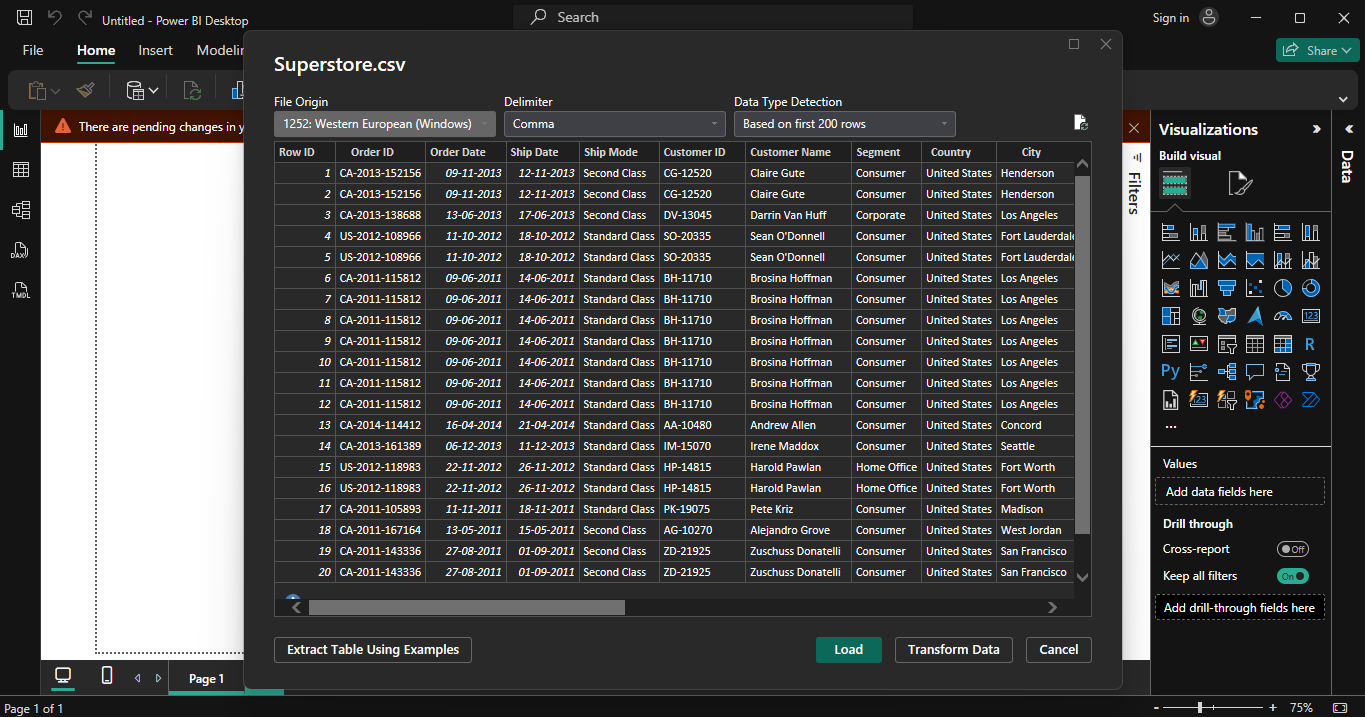 Untitled - Power BI Desktop
Search
Sign in
File Home Insert Modelin
Share
There are pending changes in y
Superstore.csv
File Origin Delimiter Data Type Detection
1252: Western European (Windows) Comma Based on first 200 rows
Row ID Order ID Order Date Ship Date Ship Mode Customer ID Customer Name Segment Country City
1 CA-2013-152156 09-11-2013 12-11-2013 Second Class CG-12520 Claire Gute Consumer United States Henderson
2 CA-2013-152156 09-11-2013 12-11-2013 Second Class CG-12520 Claire Gute Consumer United States Henderson
3 CA-2013-138688 13-06-2013 17-06-2013 Second Class DV-13045 Darrin Van Huff Corporate United States Los Angeles
4 US-2012-108966 11-10-2012 18-10-2012 Standard Class SO-20335 Sean O'Donnell Consumer United States Fort Lauderdale
5 US-2012-108966 11-10-2012 18-10-2012 Standard Class SO-20335 Sean O'Donnell Consumer United States Fort Lauderdale
6 CA-2011-115812 09-06-2011 14-06-2011 Standard Class BH-11710 Brosina Hoffman Consumer United States Los Angeles
7 CA-2011-115812 09-06-2011 14-06-2011 Standard Class BH-11710 Brosina Hoffman Consumer United States Los Angeles
8 CA-2011-115812 09-06-2011 14-06-2011 Standard Class BH-11710 Brosina Hoffman Consumer United States Los Angeles
9 CA-2011-115812 09-06-2011 14-06-2011 Standard Class BH-11710 Brosina Hoffman Consumer United States Los Angeles
10 CA-2011-115812 09-06-2011 14-06-2011 Standard Class BH-11710 Brosina Hoffman Consumer United States Los Angeles
11 CA-2011-115812 09-06-2011 14-06-2011 Standard Class BH-11710 Brosina Hoffman Consumer United States Los Angeles
12 CA-2011-115812 09-06-2011 14-06-2011 Standard Class BH-11710 Brosina Hoffman Consumer United States Los Angeles
13 CA-2014-114412 16-04-2014 21-04-2014 Standard Class AA-10480 Andrew Allen Consumer United States Concord
14 CA-2013-161389 06-12-2013 11-12-2013 Standard Class IM-15070 Irene Maddox Consumer United States Seattle
15 US-2012-118983 22-11-2012 26-11-2012 Standard Class HP-14815 Harold Pawlan Home Office United States Fort Worth
16 US-2012-118983 22-11-2012 26-11-2012 Standard Class HP-14815 Harold Pawlan Home Office United States Fort Worth
17 CA-2011-105893 11-11-2011 18-11-2011 Standard Class PK-19075 Pete Kriz Consumer United States Madison
18 CA-2011-167164 13-05-2011 15-05-2011 Second Class AG-10270 Alejandro Grove Consumer United States West Jordan
19 CA-2011-143336 27-08-2011 01-09-2011 Second Class ZD-21925 Zuschuss Donatelli Consumer United States San Francisco
20 CA-2011-143336 27-08-2011 01-09-2011 Second Class ZD-21925 Zuschuss Donatelli Consumer United States San Francisco
Extract Table Using Examples
Load
Transform Data
Cancel
DAX
TMDL
Filters
Visualizations
Build visual
123
R
Py
123
...
Values
Add data fields here
Drill through
Cross-report Off
Keep all filters On
Add drill-through fields here
Data
Page 1
Page 1 of 1
- + 75%